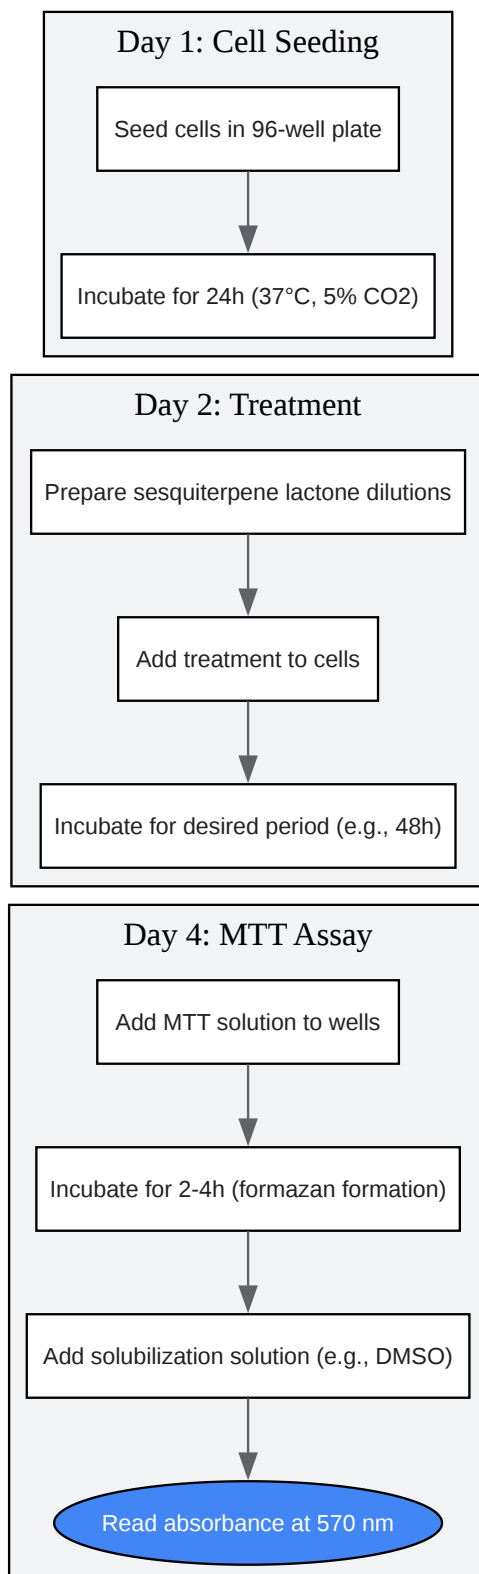 Day 1: Cell Seeding
Seed cells in 96-well plate
Incubate for 24h (37°C, 5% CO2)
Day 2: Treatment
Prepare sesquiterpene lactone dilutions
Add treatment to cells
Incubate for desired period (e.g., 48h)
Day 4: MTT Assay
Add MTT solution to wells
Incubate for 2-4h (formazan formation)
Add solubilization solution (e.g., DMSO)
Read absorbance at 570 nm